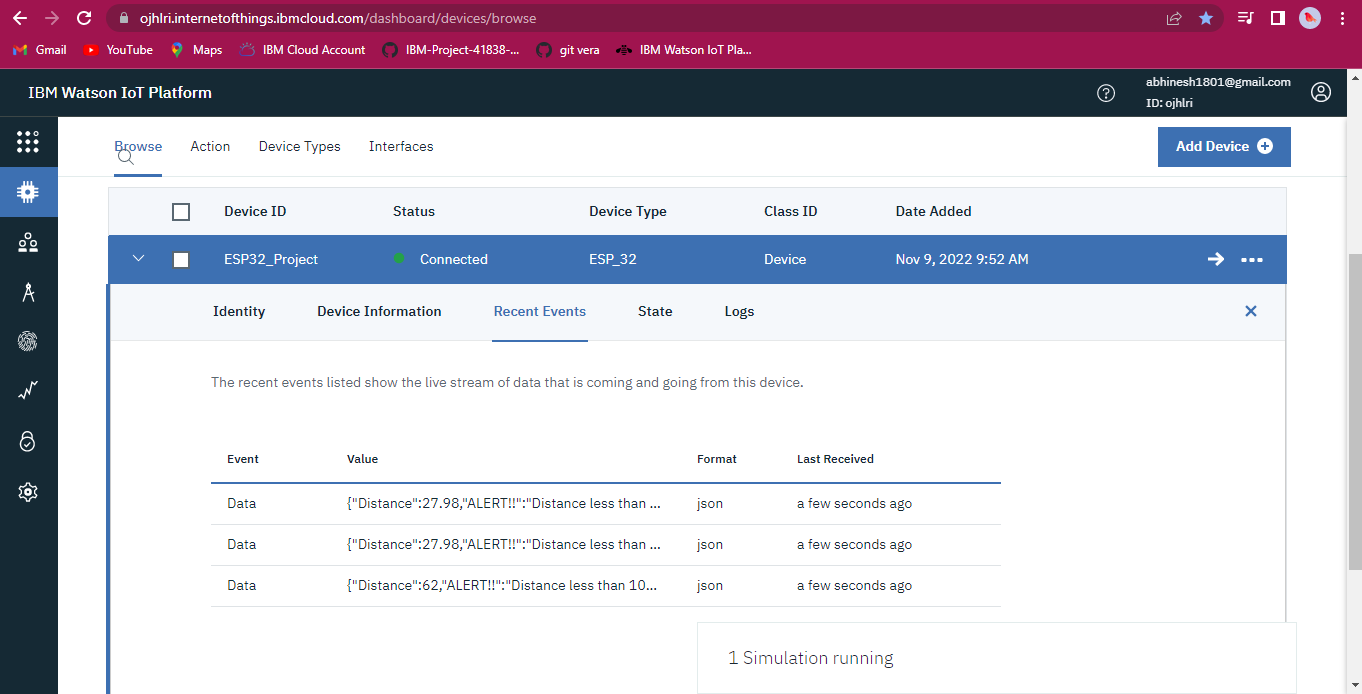 ojhlri.internetofthings.ibmcloud.com/dashboard/devices/browse
Gmail YouTube Maps IBM Cloud Account IBM-Project-41838-... git vera IBM Watson IoT Pla...
IBM Watson IoT Platform
abhinesh1801@gmail.com
ID: ojhlri
Browse Action Device Types Interfaces Add Device
Device ID Status Device Type Class ID Date Added
ESP32_Project Connected ESP_32 Device Nov 9, 2022 9:52 AM
Identity Device Information Recent Events State Logs
The recent events listed show the live stream of data that is coming and going from this device.
Event Value Format Last Received
Data {"Distance":27.98,"ALERT!!":"Distance less than ... json a few seconds ago
Data {"Distance":27.98,"ALERT!!":"Distance less than ... json a few seconds ago
Data {"Distance":62,"ALERT!!":"Distance less than 10... json a few seconds ago
1 Simulation running